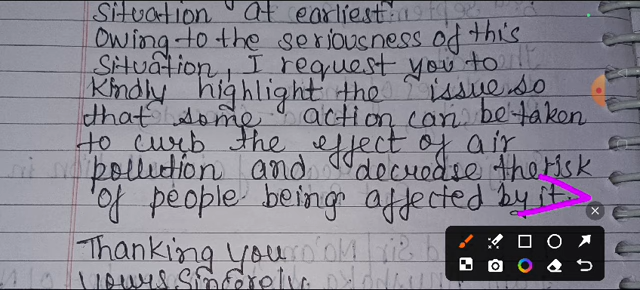 Situation at earliest.
Owing to the seriousness of this
Situation, I request you to
kindly highlight the issue so
that some action can be taken
to curb the effect of air
pollution and decrease the risk
of people being affected by it.
Thanking you
Yours Sincerely